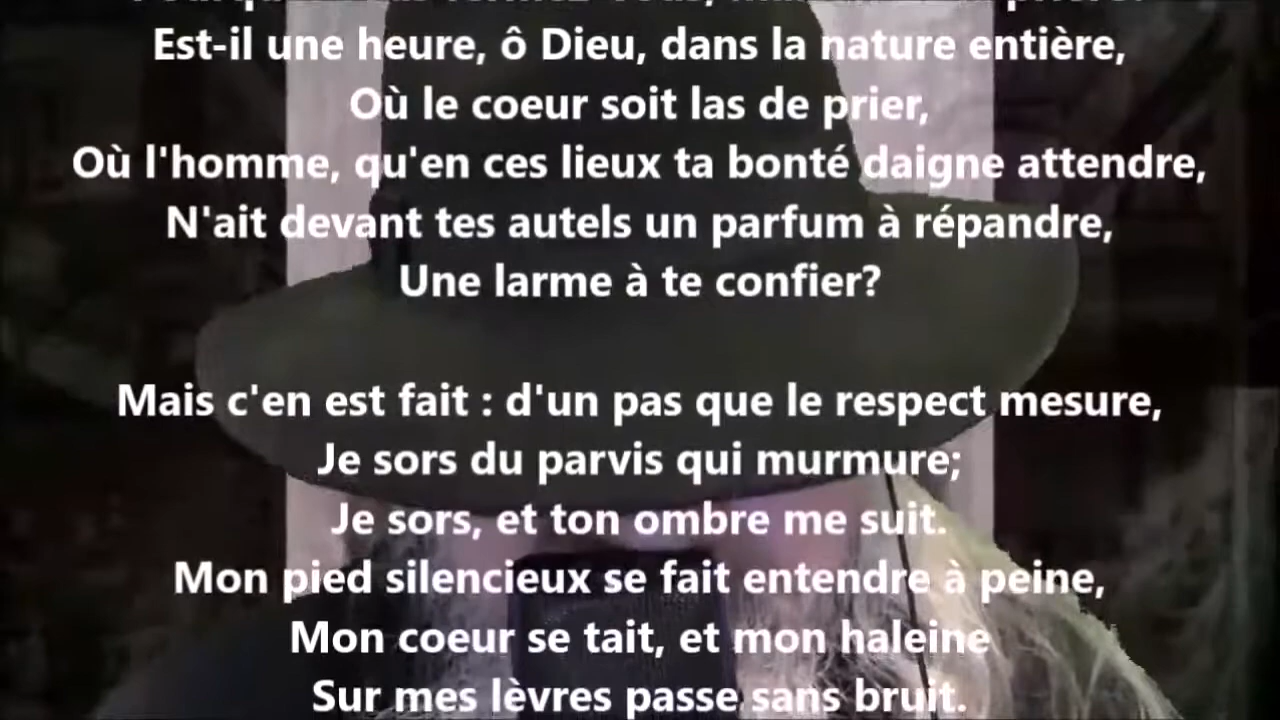 Est-il une heure, ô Dieu, dans la nature entière,
Où le coeur soit las de prier,
Où l'homme, qu'en ces lieux ta bonté daigne attendre,
N'ait devant tes autels un parfum à répandre,
Une larme à te confier?
Mais c'en est fait : d'un pas que le respect mesure,
Je sors du parvis qui murmure;
Je sors, et ton ombre me suit.
Mon pied silencieux se fait entendre à peine,
Mon coeur se tait, et mon haleine
Sur mes lèvres passe sans bruit.